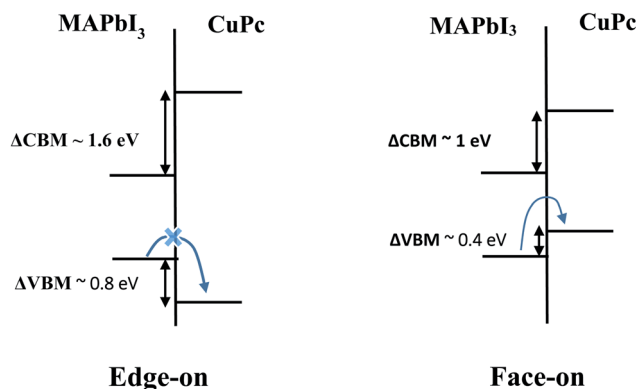 MAPbI₃ CuPc
ΔCBM ~ 1.6 eV
ΔVBM ~ 0.8 eV
Edge-on
MAPbI₃ CuPc
ΔCBM ~ 1 eV
ΔVBM ~ 0.4 eV
Face-on